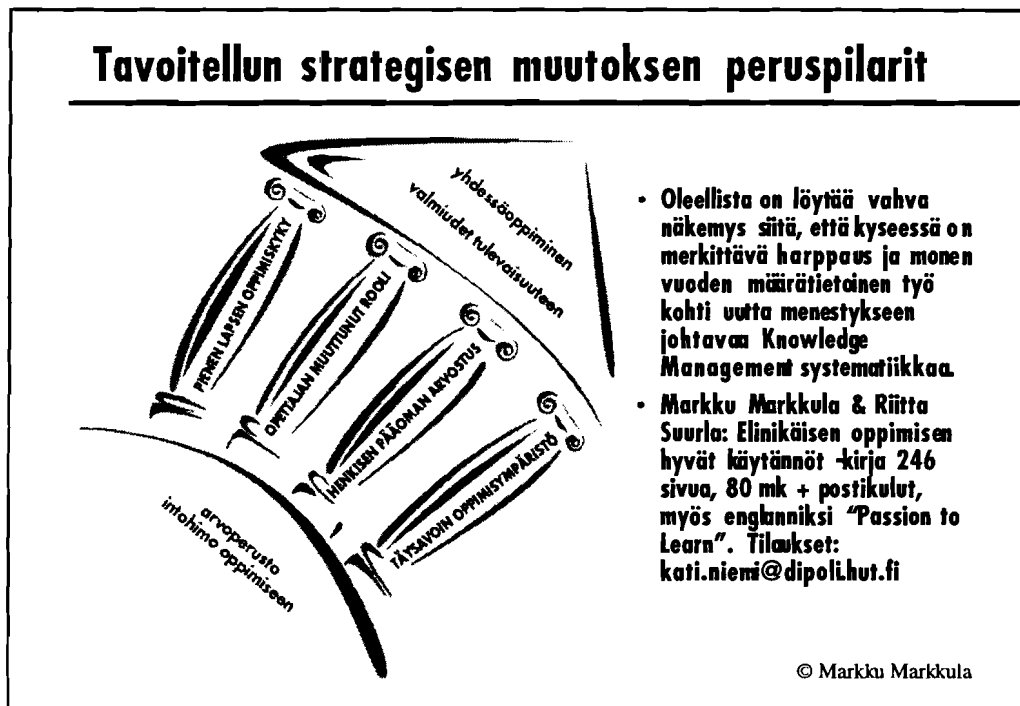 Tavoitellun strategisen muutoksen peruspilarit
yhdessäoppiminen
valmiudet tulevaisuuteen
PIENEN LAPSEN OPPIMISKYKY
OPETTAJAN MUUTTUNUT ROOLI
HENKISEN PÄÄOMAN ARVOSTUS
TÄYSAVOIN OPPIMISYMPÄRISTÖ
arvoperusta
intohimo oppimiseen
• Oleellista on löytää vahva
näkemys siitä, että kyseessä on
merkittävä harppaus ja monen
vuoden määrätietoinen työ
kohti uutta menestykseen
johtavaa Knowledge
Management systematiikkaa.
• Markku Markkula & Riitta
Suurla: Elinikäisen oppimisen
hyvät käytännöt -kirja 246
sivua, 80 mk + postikulut,
myös englanniksi "Passion to
Learn". Tilaukset:
kati.niemi@dipoli.hut.fi
© Markku Markkula